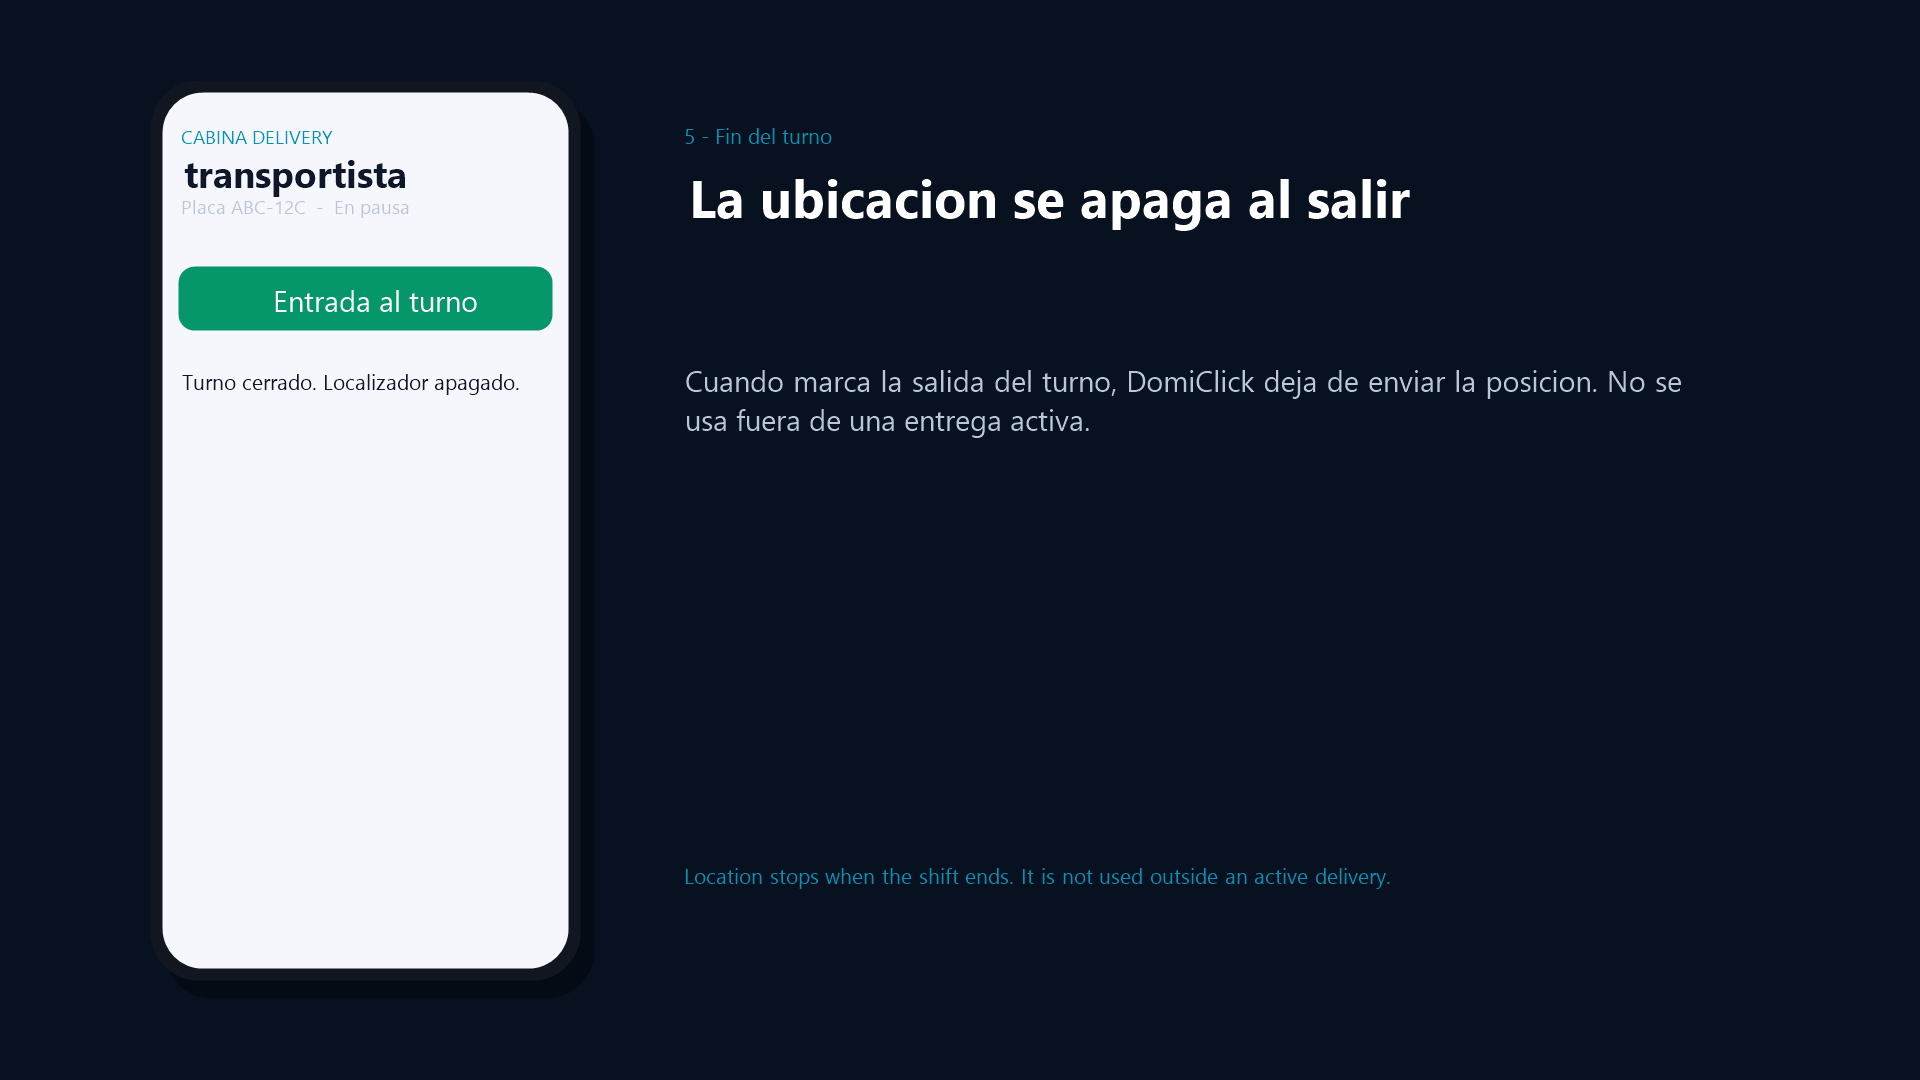 CABINA DELIVERY
transportista
Placa ABC-12C - En pausa
Entrada al turno
Turno cerrado. Localizador apagado.
5 - Fin del turno
La ubicacion se apaga al salir
Cuando marca la salida del turno, DomiClick deja de enviar la posicion. No se
usa fuera de una entrega activa.
Location stops when the shift ends. It is not used outside an active delivery.